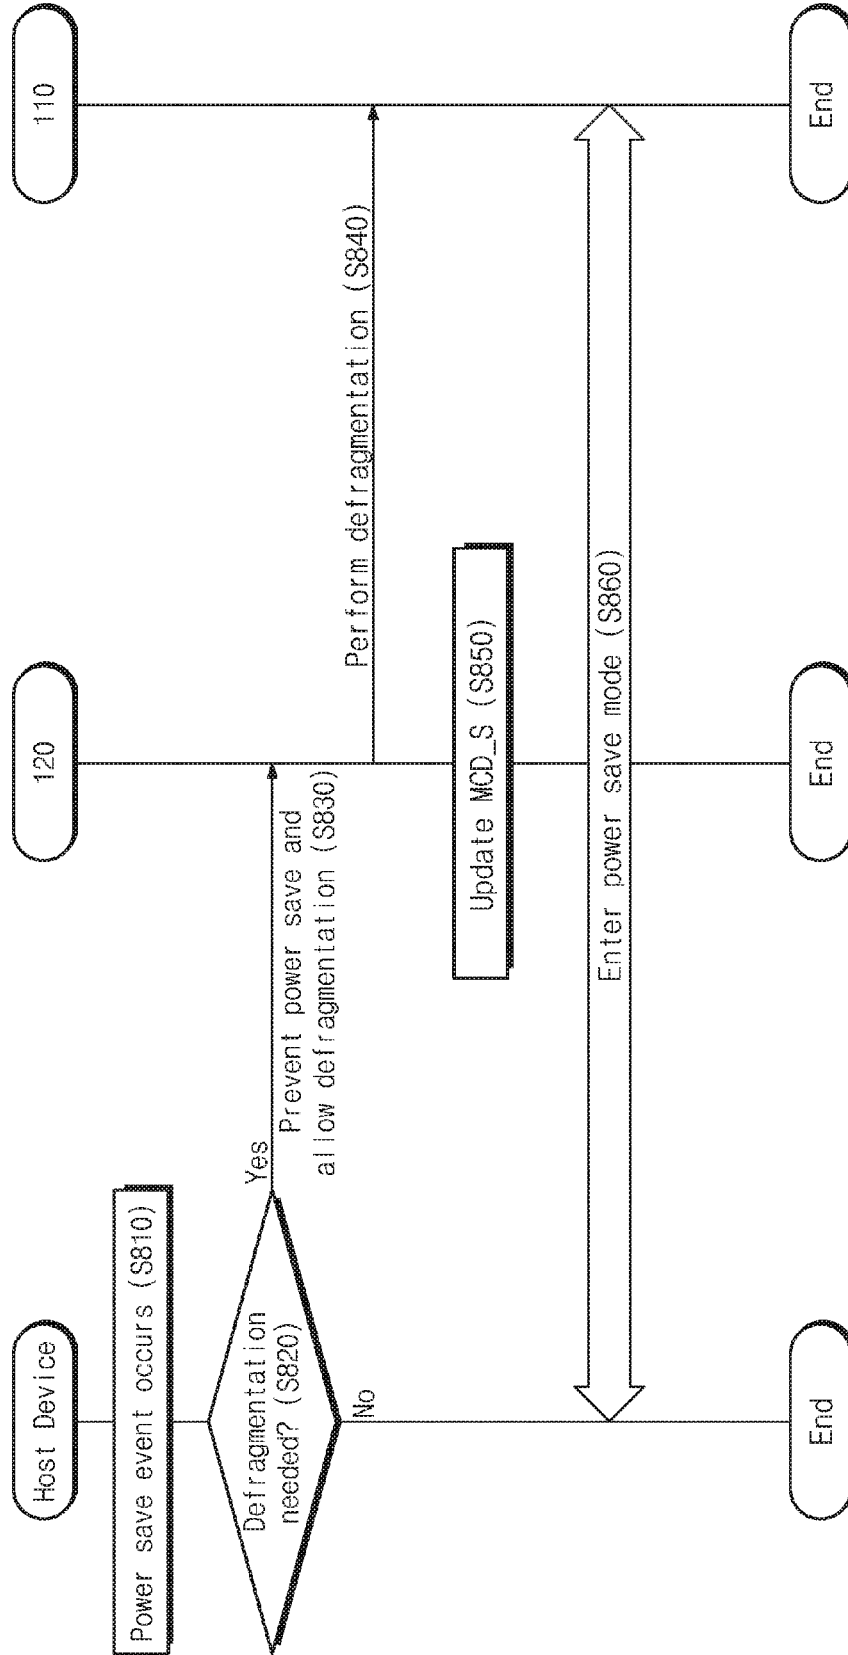 Host Device
120
110
Power save event occurs (S810)
Defragmentation
needed? (S820)
Yes
No
Prevent power save and
allow defragmentation (S830)
Perform defragmentation (S840)
Update MCD_S (S850)
Enter power save mode (S860)
End
End
End